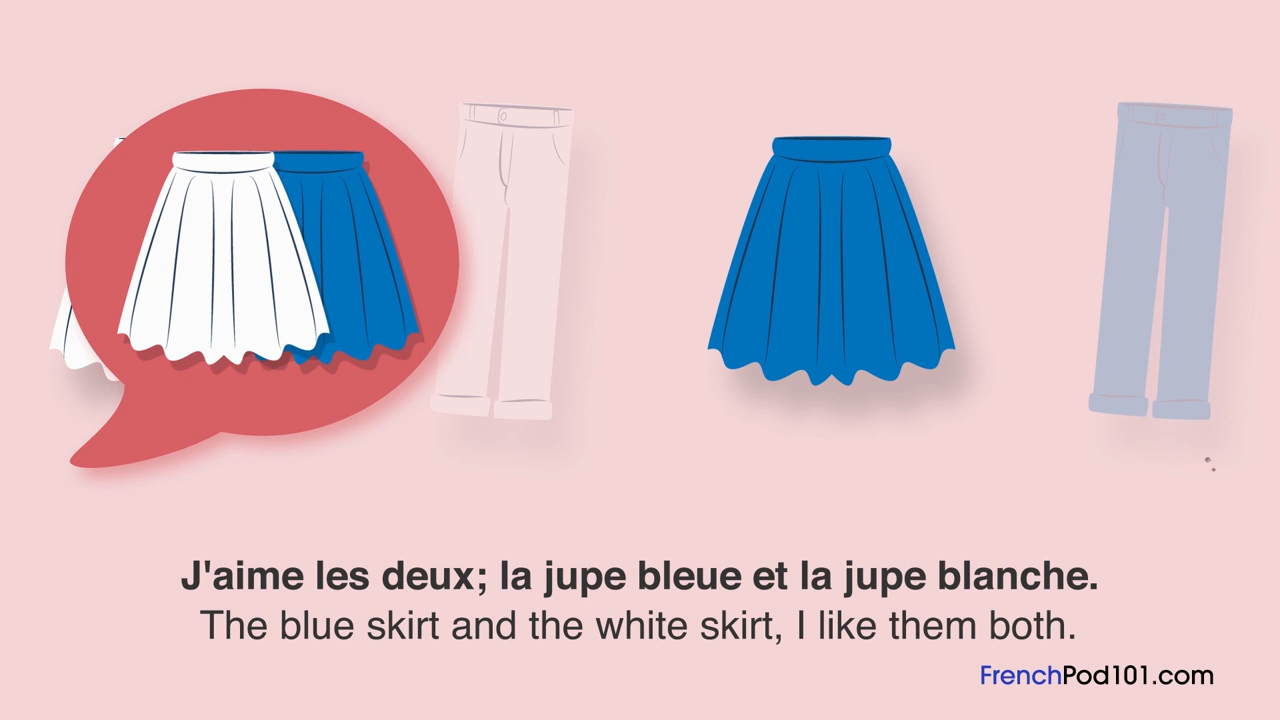 J'aime les deux; la jupe bleue et la jupe blanche.
The blue skirt and the white skirt, I like them both.
FrenchPod101.com